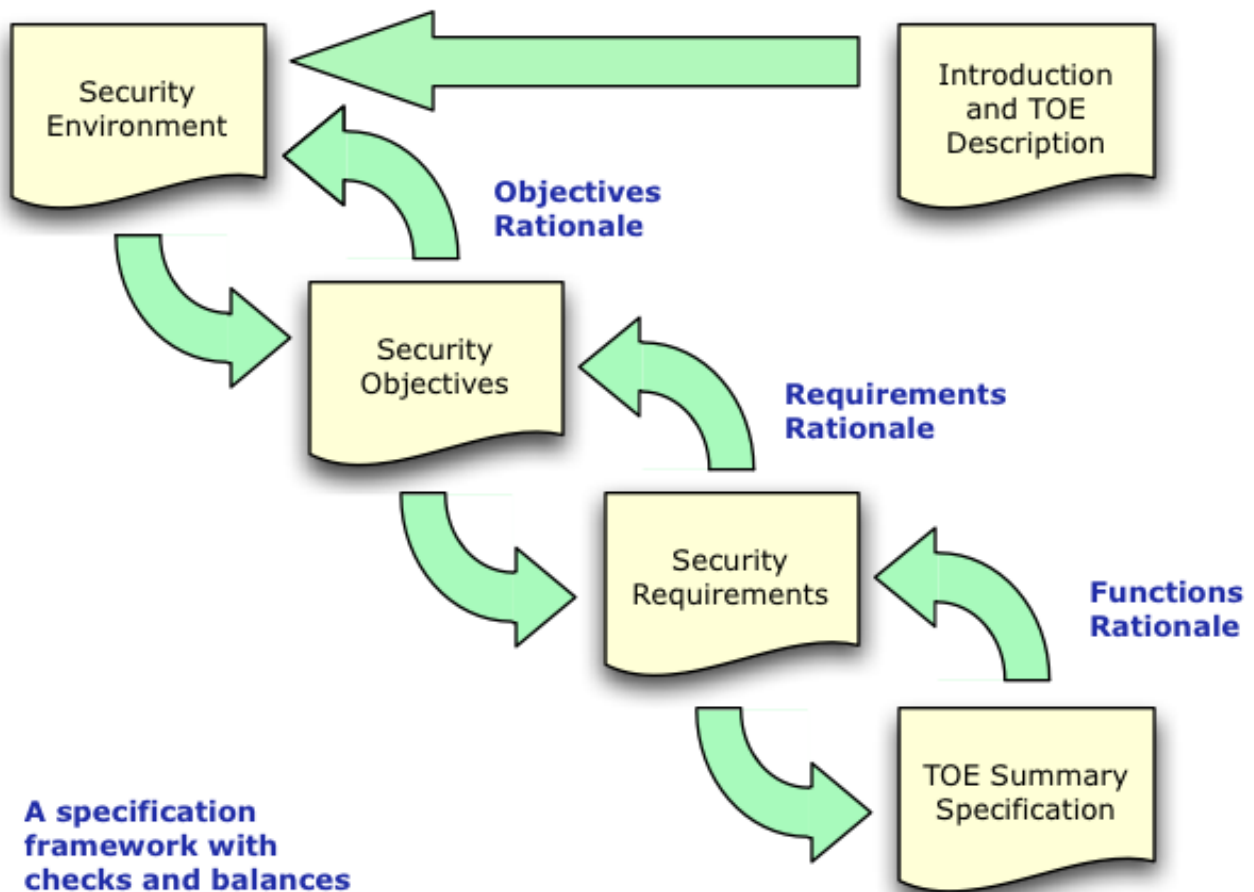 Security
Environment
Introduction
and TOE
Description
Objectives
Rationale
Security
Objectives
Requirements
Rationale
Security
Requirements
Functions
Rationale
TOE Summary
Specification
A specification
framework with
checks and balances